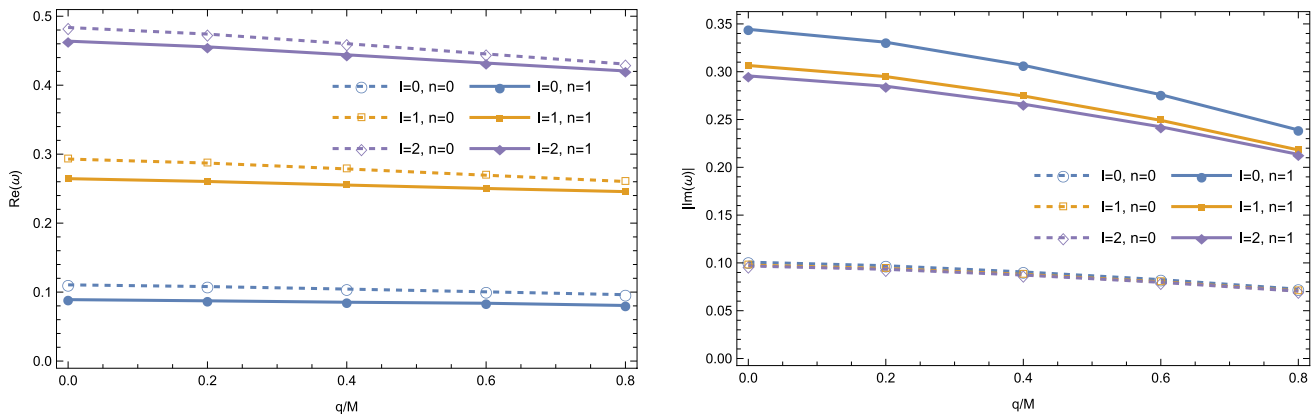 0.5
0.4
0.3
0.2
0.1
0.0
Re(ω)
l=0, n=0 l=0, n=1
l=1, n=0 l=1, n=1
l=2, n=0 l=2, n=1
0.0 0.2 0.4 0.6 0.8
q/M
0.35
0.30
0.25
0.20
0.15
0.10
0.05
0.00
|Im(ω)|
l=0, n=0 l=0, n=1
l=1, n=0 l=1, n=1
l=2, n=0 l=2, n=1
0.0 0.2 0.4 0.6 0.8
q/M